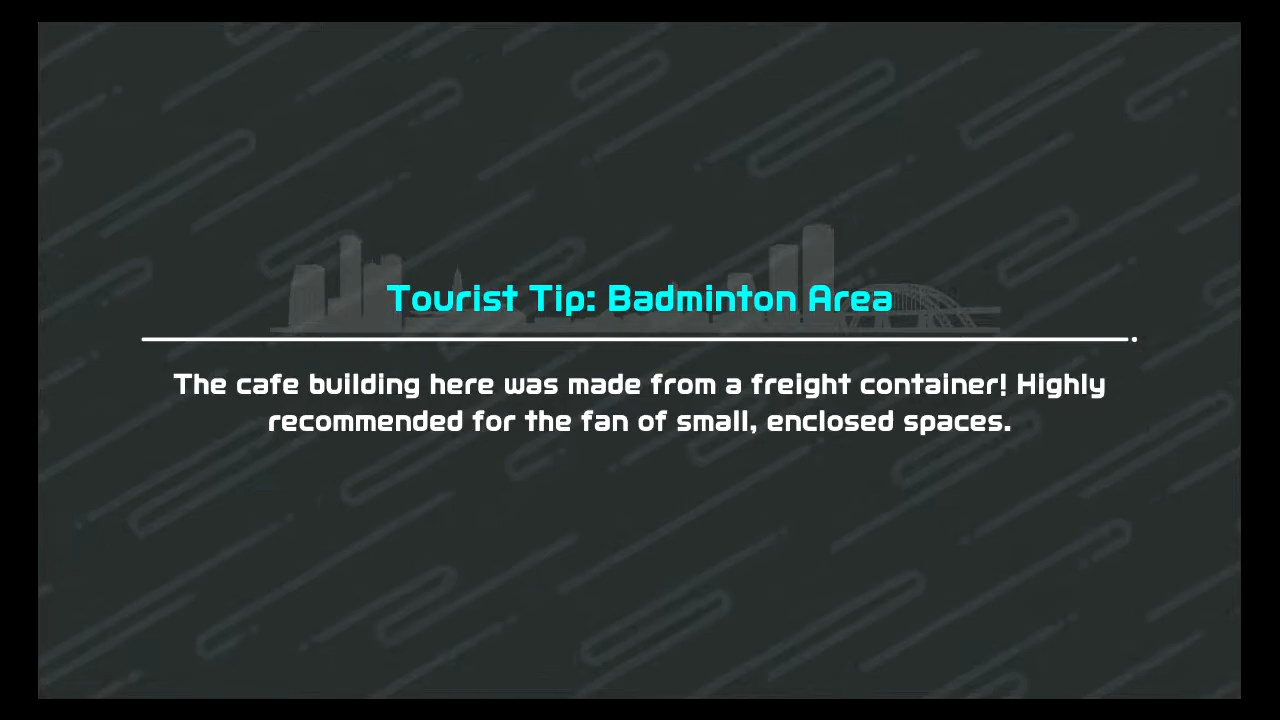 Tourist Tip: Badminton Area
The cafe building here was made from a freight container! Highly
recommended for the fan of small, enclosed spaces.